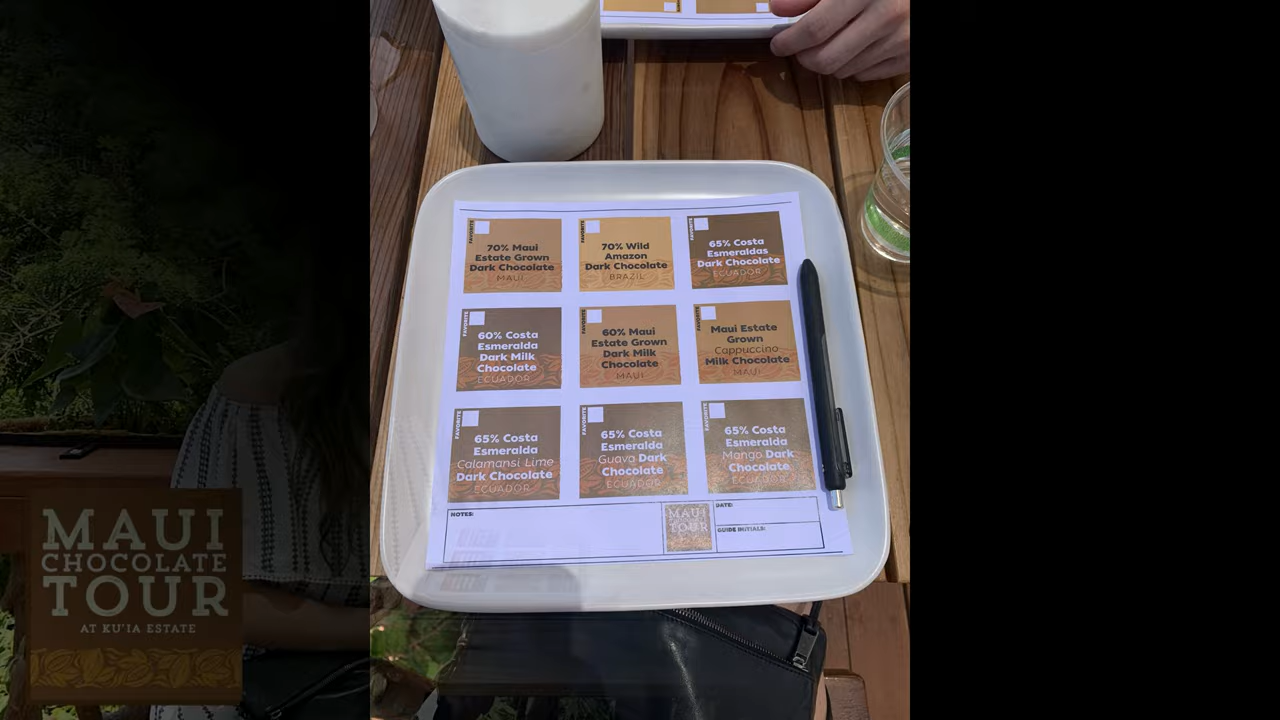 FAVORITE
70% Maui
Estate Grown
Dark Chocolate
MAUI
FAVORITE
70% Wild
Amazon
Dark Chocolate
BRAZIL
FAVORITE
65% Costa
Esmeraldas
Dark Chocolate
ECUADOR
FAVORITE
60% Costa
Esmeralda
Dark Milk
Chocolate
ECUADOR
FAVORITE
60% Maui
Estate Grown
Dark Milk
Chocolate
MAUI
FAVORITE
Maui Estate
Grown
Cappuccino
Milk Chocolate
MAUI
FAVORITE
65% Costa
Esmeralda
Calamansi Lime
Dark Chocolate
ECUADOR
FAVORITE
65% Costa
Esmeralda
Guava Dark
Chocolate
ECUADOR
FAVORITE
65% Costa
Esmeralda
Mango Dark
Chocolate
ECUADOR
NOTES:
MAUI
TOUR
DATE:
GUIDE INITIALS:
MAUI
CHOCOLATE
TOUR
AT KU'IA ESTATE